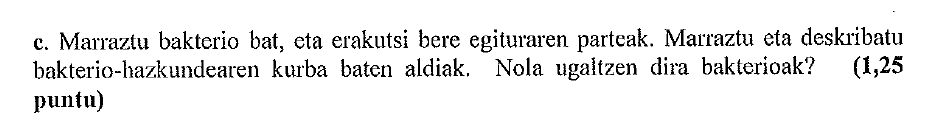 c. Marraztu bakterio bat, eta erakutsi bere egituraren parteak. Marraztu eta deskribatu
bakterio-hazkundearen kurba baten aldiak. Nola ugaltzen dira bakterioak? (1,25
puntu)